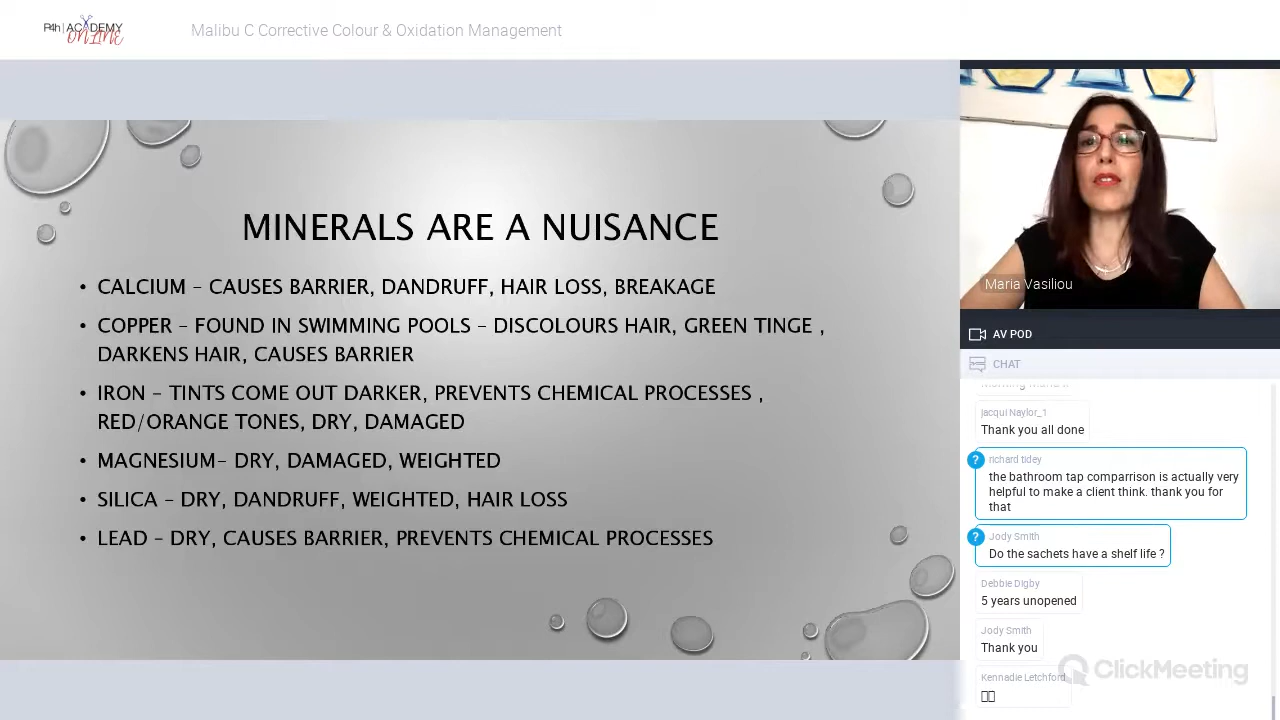 P4h | ACADEMY
ONLINE
Malibu C Corrective Colour & Oxidation Management
MINERALS ARE A NUISANCE
• CALCIUM – CAUSES BARRIER, DANDRUFF, HAIR LOSS, BREAKAGE
• COPPER – FOUND IN SWIMMING POOLS – DISCOLOURS HAIR, GREEN TINGE ,
DARKENS HAIR, CAUSES BARRIER
• IRON – TINTS COME OUT DARKER, PREVENTS CHEMICAL PROCESSES ,
RED/ORANGE TONES, DRY, DAMAGED
• MAGNESIUM– DRY, DAMAGED, WEIGHTED
• SILICA – DRY, DANDRUFF, WEIGHTED, HAIR LOSS
• LEAD – DRY, CAUSES BARRIER, PREVENTS CHEMICAL PROCESSES
Maria Vasiliou
AV POD
CHAT
jacqui Naylor_1
Thank you all done
?
richard tidey
the bathroom tap comparrison is actually very
helpful to make a client think. thank you for
that
?
Jody Smith
Do the sachets have a shelf life ?
Debbie Digby
5 years unopened
Jody Smith
Thank you
Kennadie Letchford
ClickMeeting